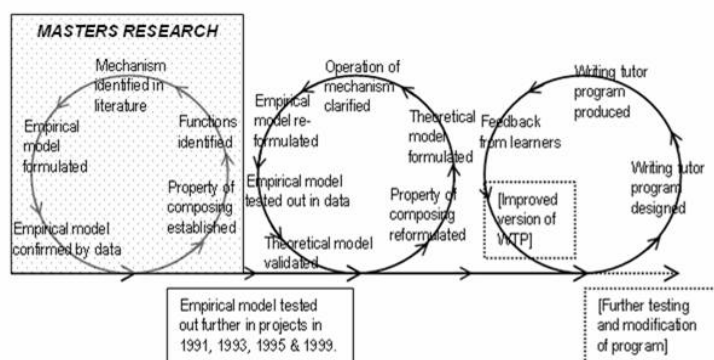 MASTERS RESEARCH
Mechanism
identified in
literature
Empirical
model
formulated
Functions
identified
Property of
composing
established
Empirical model
confirmed by data
Operation of
mechanism
clarified
Empirical
model re-
formulated
Theoretical
model
formulated
Empirical model
tested out in data
Property of
composing
reformulated
Theoretical model
validated
Writing tutor
program
produced
Feedback
from learners
Writing tutor
program
designed
[Improved
version of
WTP]
Empirical model tested
out further in projects in
1991, 1993, 1995 & 1999.
[Further testing
and modification
of program]